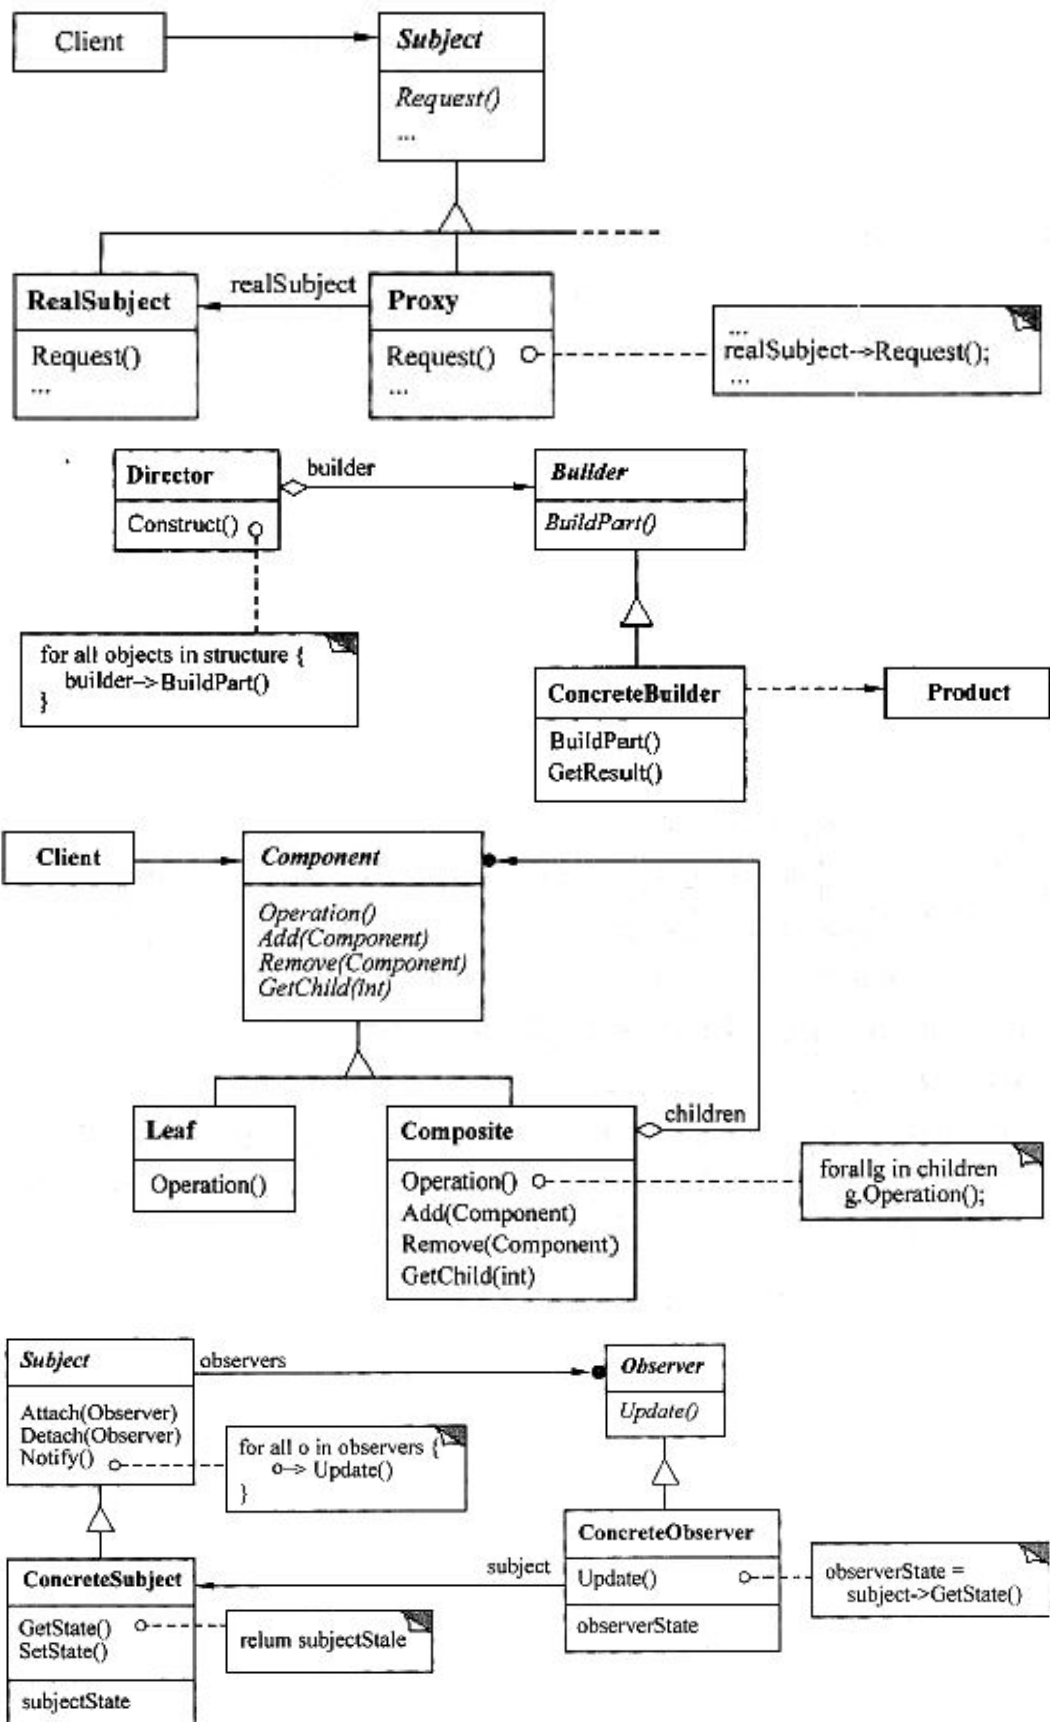 Client
Subject
Request()
...
RealSubject
Request()
...
realSubject
Proxy
Request()
...
...
realSubject->Request();
...
Director
Construct()
builder
Builder
BuildPart()
for all objects in structure {
builder->BuildPart()
}
ConcreteBuilder
BuildPart()
GetResult()
Product
Client
Component
Operation()
Add(Component)
Remove(Component)
GetChild(int)
Leaf
Operation()
Composite
Operation()
Add(Component)
Remove(Component)
GetChild(int)
children
forallg in children
g.Operation();
Subject
Attach(Observer)
Detach(Observer)
Notify()
observers
Observer
Update()
for all o in observers {
o-> Update()
}
ConcreteSubject
GetState()
SetState()
subjectState
relum subjectStale
subject
ConcreteObserver
Update()
observerState
observerState =
subject->GetState()